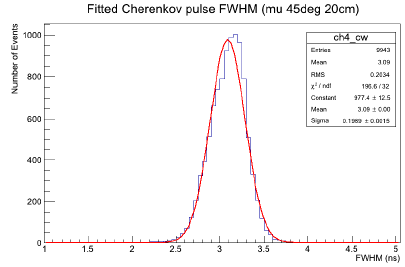 Fitted Cherenkov pulse FWHM (mu 45deg 20cm)
Number of Events
1000
800
600
400
200
0
1 1.5 2 2.5 3 3.5 4 4.5 5
FWHM (ns)
ch4_cw
Entries 9943
Mean 3.09
RMS 0.2034
χ² / ndf 196.6 / 32
Constant 977.4 ± 12.5
Mean 3.09 ± 0.00
Sigma 0.1989 ± 0.0015